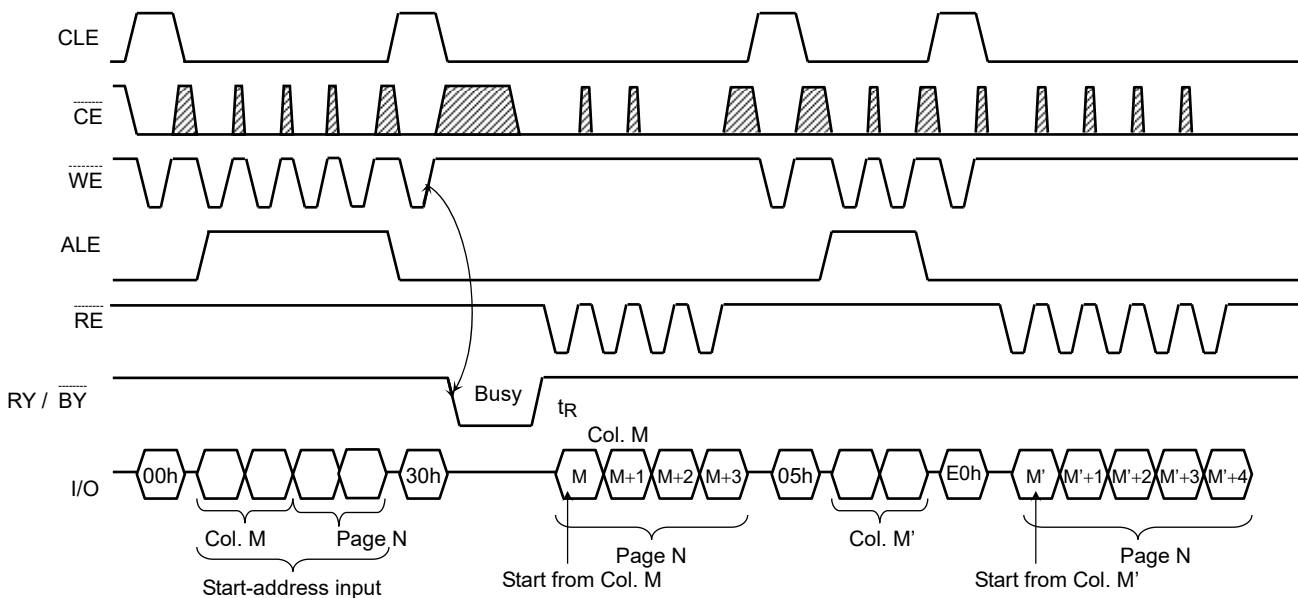 CLE
CE
WE
ALE
RE
RY / BY
Busy
tR
Col. M
I/O
00h
30h
M
M+1
M+2
M+3
05h
E0h
M'
M'+1
M'+2
M'+3
M'+4
Col. M
Page N
Col. M'
Page N
Page N
Start-address input
Start from Col. M
Start from Col. M'